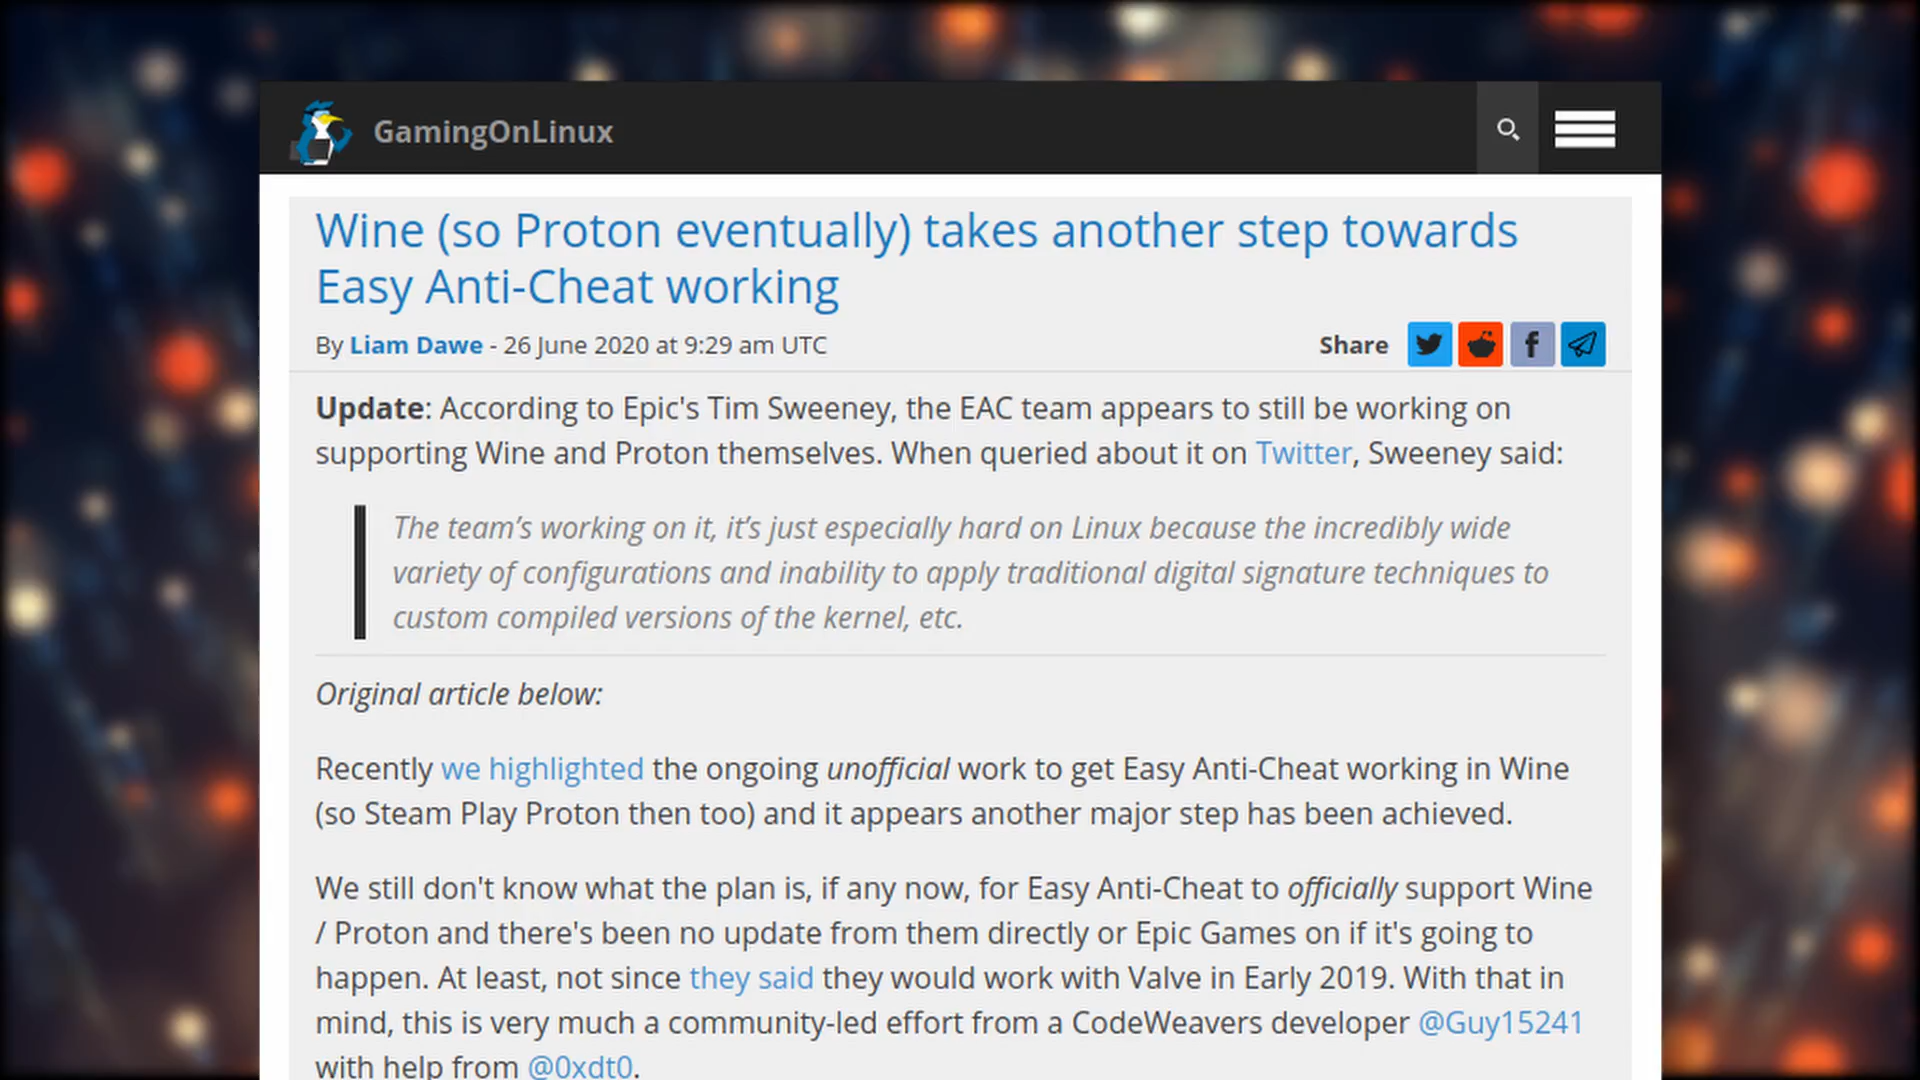 GamingOnLinux
Wine (so Proton eventually) takes another step towards
Easy Anti-Cheat working
By Liam Dawe - 26 June 2020 at 9:29 am UTC
Share
Update: According to Epic's Tim Sweeney, the EAC team appears to still be working on
supporting Wine and Proton themselves. When queried about it on Twitter, Sweeney said:
The team’s working on it, it’s just especially hard on Linux because the incredibly wide
variety of configurations and inability to apply traditional digital signature techniques to
custom compiled versions of the kernel, etc.
Original article below:
Recently we highlighted the ongoing unofficial work to get Easy Anti-Cheat working in Wine
(so Steam Play Proton then too) and it appears another major step has been achieved.
We still don't know what the plan is, if any now, for Easy Anti-Cheat to officially support Wine
/ Proton and there's been no update from them directly or Epic Games on if it's going to
happen. At least, not since they said they would work with Valve in Early 2019. With that in
mind, this is very much a community-led effort from a CodeWeavers developer @Guy15241
with help from @0xdt0.